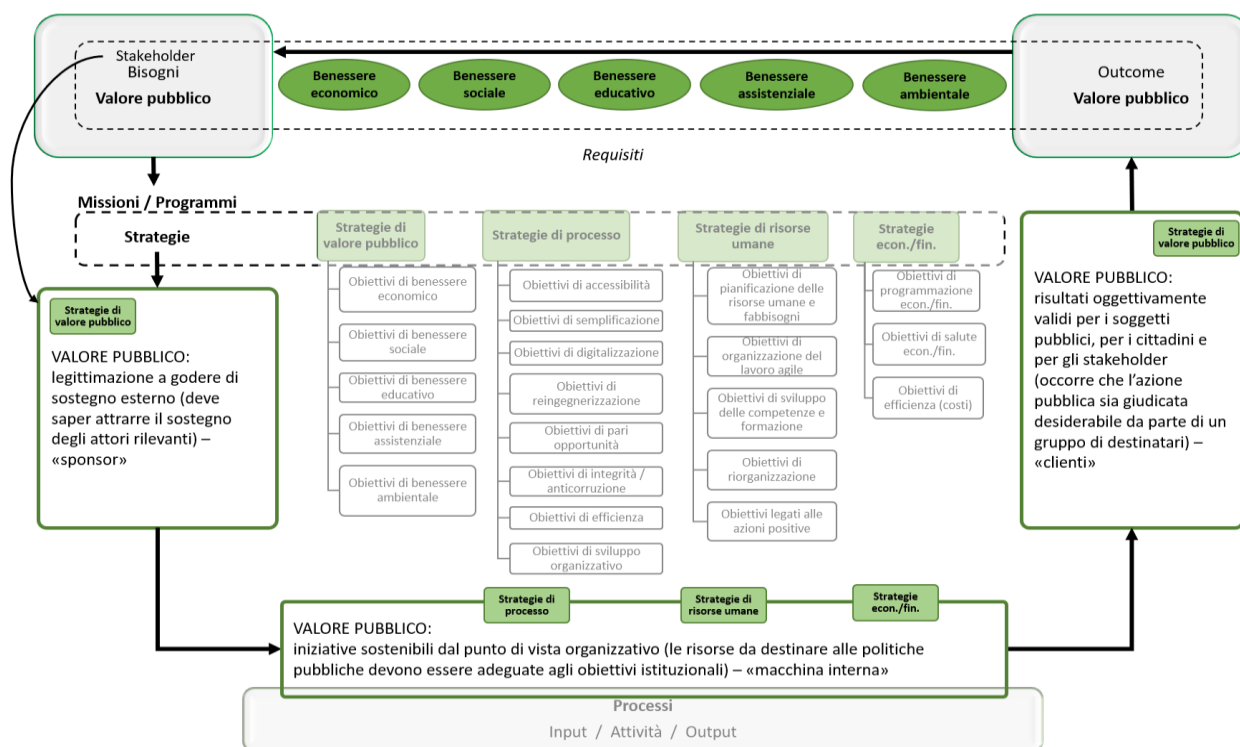 Stakeholder
Bisogni
Valore pubblico
Benessere
economico
Benessere
sociale
Benessere
educativo
Benessere
assistenziale
Benessere
ambientale
Outcome
Valore pubblico
Requisiti
Missioni / Programmi
Strategie
Strategie di
valore pubblico
Obiettivi di benessere
economico
Obiettivi di benessere
sociale
Obiettivi di benessere
educativo
Obiettivi di benessere
assistenziale
Obiettivi di benessere
ambientale
Strategie di processo
Obiettivi di accessibilità
Obiettivi di semplificazione
Obiettivi di digitalizzazione
Obiettivi di
reingegnerizzazione
Obiettivi di pari
opportunità
Obiettivi di integrità /
anticorruzione
Obiettivi di efficienza
Obiettivi di sviluppo
organizzativo
Strategie di risorse
umane
Obiettivi di
pianificazione delle
risorse umane e
fabbisogni
Obiettivi di
organizzazione del
lavoro agile
Obiettivi di sviluppo
delle competenze e
formazione
Obiettivi di
riorganizzazione
Obiettivi legati alle
azioni positive
Strategie
econ./fin.
Obiettivi di
programmazione
econ./fin.
Obiettivi di salute
econ./fin.
Obiettivi di
efficienza (costi)
Strategie di
valore pubblico
VALORE PUBBLICO:
legittimazione a godere di
sostegno esterno (deve
saper attrarre il sostegno
degli attori rilevanti) –
«sponsor»
Strategie di
valore pubblico
VALORE PUBBLICO:
risultati oggettivamente
validi per i soggetti
pubblici, per i cittadini e
per gli stakeholder
(occorre che l'azione
pubblica sia giudicata
desiderabile da parte di un
gruppo di destinatari) –
«clienti»
Strategie di
processo
Strategie di
risorse umane
Strategie
econ./fin.
VALORE PUBBLICO:
iniziative sostenibili dal punto di vista organizzativo (le risorse da destinare alle politiche
pubbliche devono essere adeguate agli obiettivi istituzionali) – «macchina interna»
Processi
Input / Attività / Output